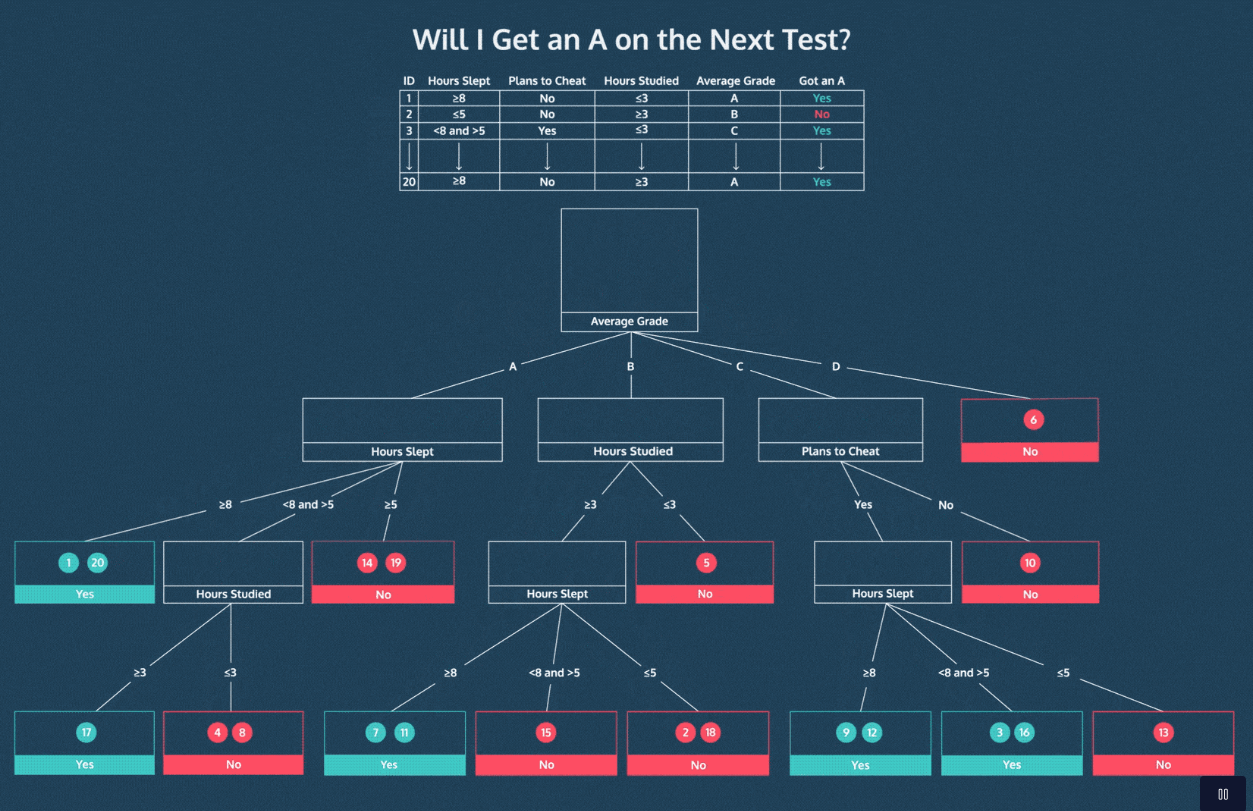 Will I Get an A on the Next Test?
ID Hours Slept Plans to Cheat Hours Studied Average Grade Got an A
1 ≥8 No ≤3 A Yes
2 ≤5 No ≥3 B No
3 <8 and >5 Yes ≤3 C Yes
20 ≥8 No ≥3 A Yes
Average Grade
A B C D
6
Hours Slept Hours Studied Plans to Cheat No
≥8 <8 and >5 ≥5 ≥3 ≤3 Yes No
1 20 14 19 5 10
Yes Hours Studied No Hours Slept No Hours Slept No
≥3 ≤3 ≥8 <8 and >5 ≤5 ≥8 <8 and >5 ≤5
17 4 8 7 11 15 2 18 9 12 3 16 13
Yes No Yes No No Yes Yes No